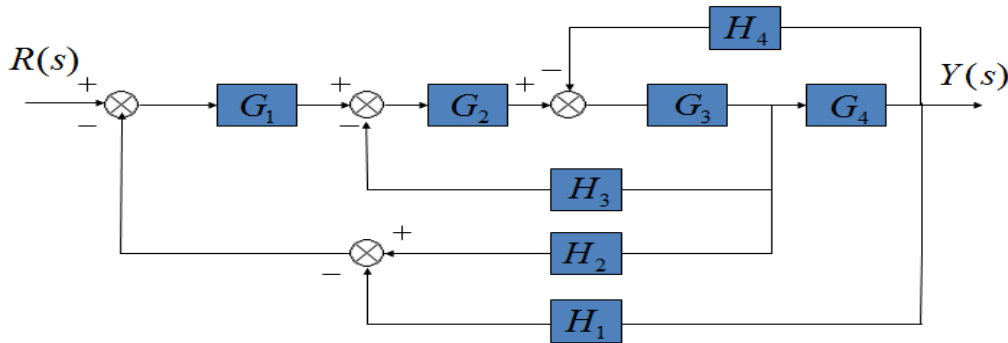 H₄
R(s)
Y(s)
+
−
G₁
+
−
G₂
+
−
G₃
G₄
H₃
+
−
H₂
H₁